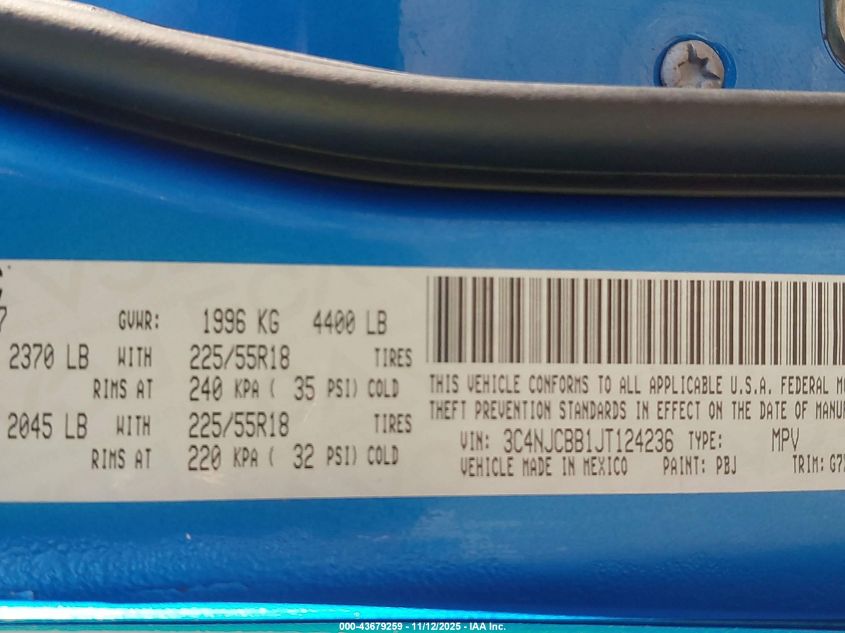 7
GVWR: 1996 KG 4400 LB
2370 LB WITH 225/55R18 TIRES
RIMS AT 240 KPA ( 35 PSI) COLD
2045 LB WITH 225/55R18 TIRES
RIMS AT 220 KPA ( 32 PSI) COLD
THIS VEHICLE CONFORMS TO ALL APPLICABLE U.S.A. FEDERAL
THEFT PREVENTION STANDARDS IN EFFECT ON THE DATE OF
VIN: 3C4NJCBB1JT124236 TYPE: MPV
VEHICLE MADE IN MEXICO PAINT: PBJ TRIM:
000-43679259 - 11/12/2025 - IAA Inc.